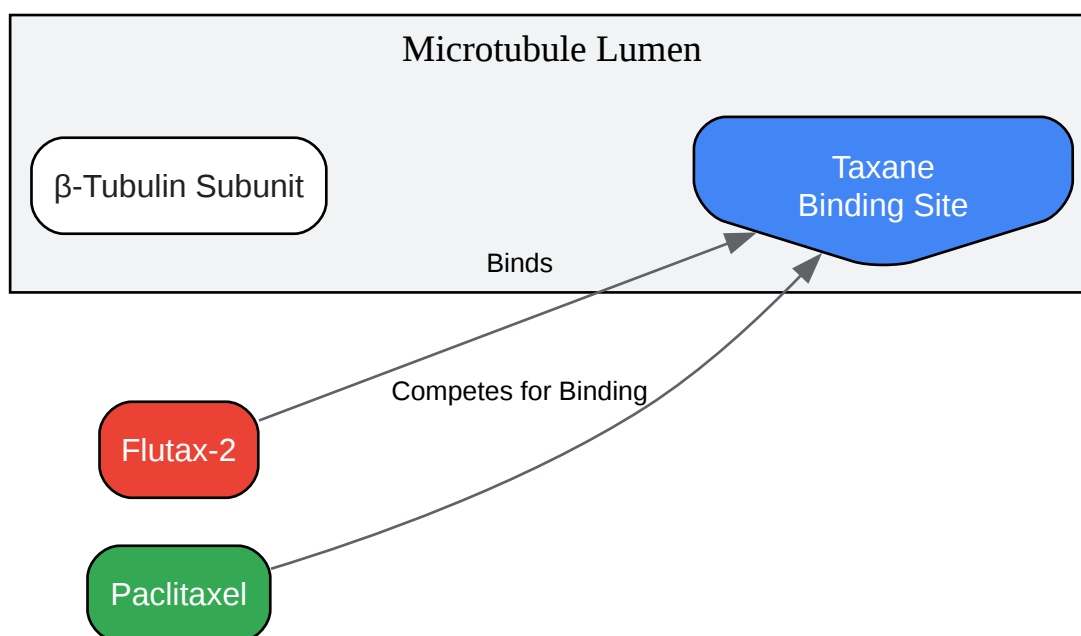 Microtubule Lumen
β-Tubulin Subunit
Taxane
Binding Site
Binds
Competes for Binding
Flutax-2
Paclitaxel